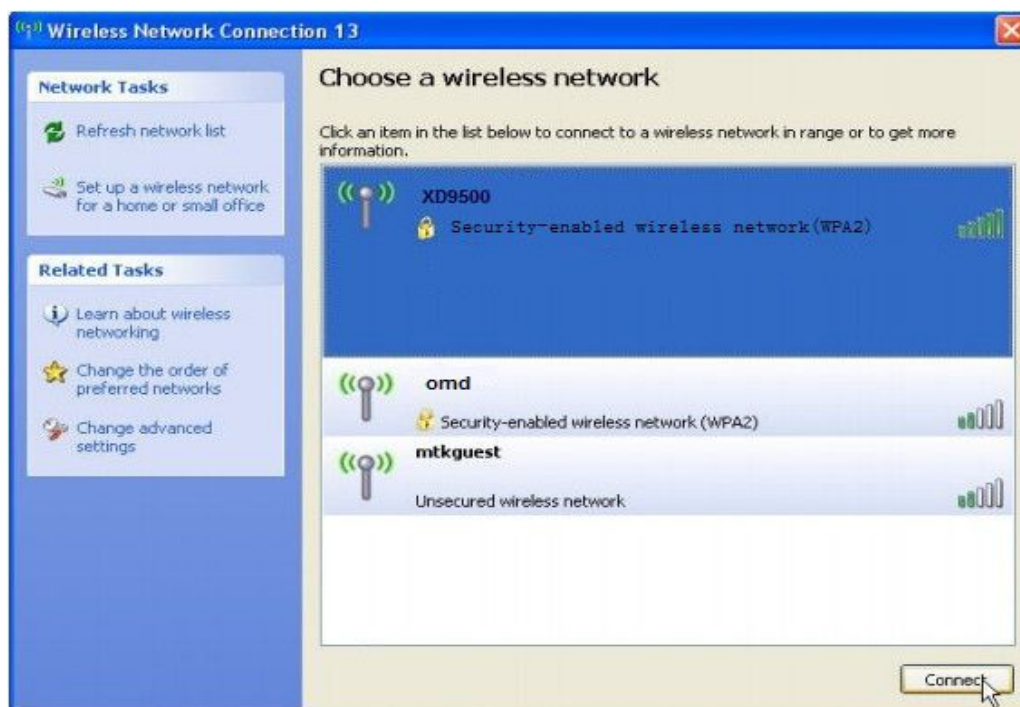 Wireless Network Connection 13
Network Tasks
Refresh network list
Set up a wireless network
for a home or small office
Related Tasks
Learn about wireless
networking
Change the order of
preferred networks
Change advanced
settings
Choose a wireless network
Click an item in the list below to connect to a wireless network in range or to get more
information.
XD9500
Security-enabled wireless network(WPA2)
omd
Security-enabled wireless network (WPA2)
mtkguest
Unsecured wireless network
Connect